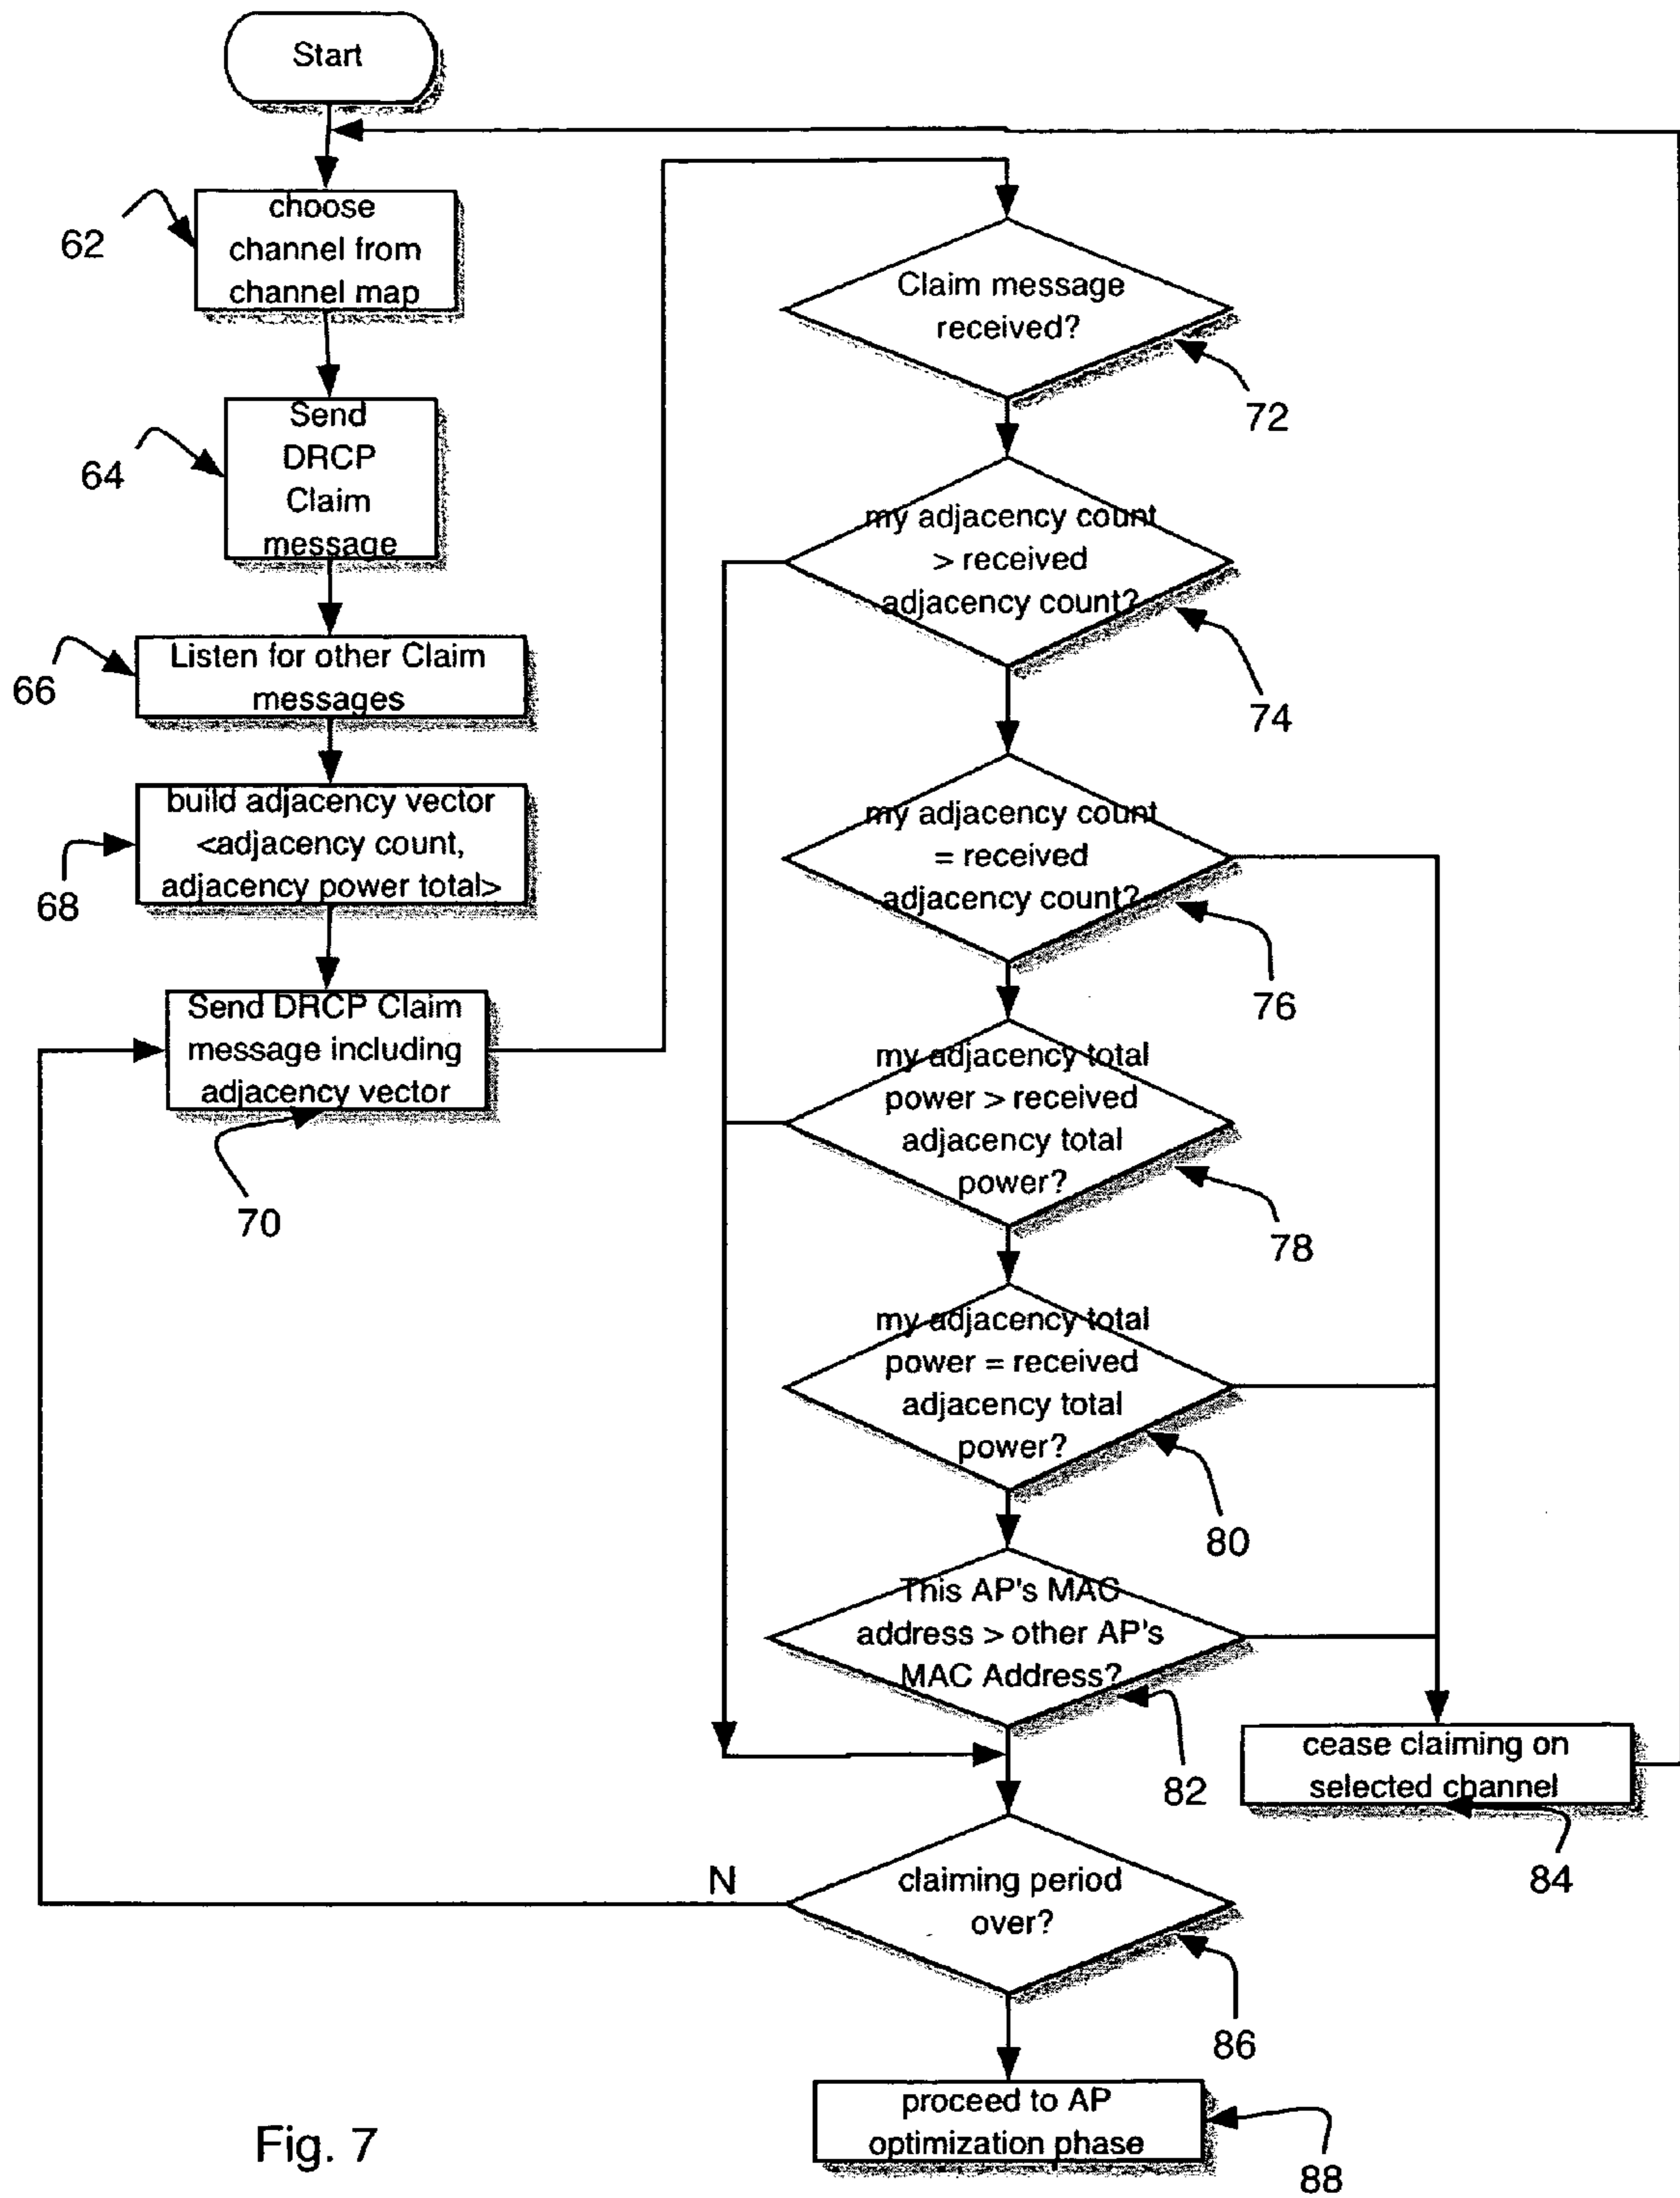 Start
choose
channel from
channel map
62
Send
DRCP
Claim
message
64
Listen for other Claim
messages
66
build adjacency vector
<adjacency count,
adjacency power total>
68
Send DRCP Claim
message including
adjacency vector
70
Claim message
received?
72
my adjacency count
> received
adjacency count?
74
my adjacency count
= received
adjacency count?
76
my adjacency total
power > received
adjacency total
power?
78
my adjacency total
power = received
adjacency total
power?
80
This AP's MAC
address > other AP's
MAC Address?
82
cease claiming on
selected channel
84
claiming period
over?
N
86
proceed to AP
optimization phase
88
Fig. 7